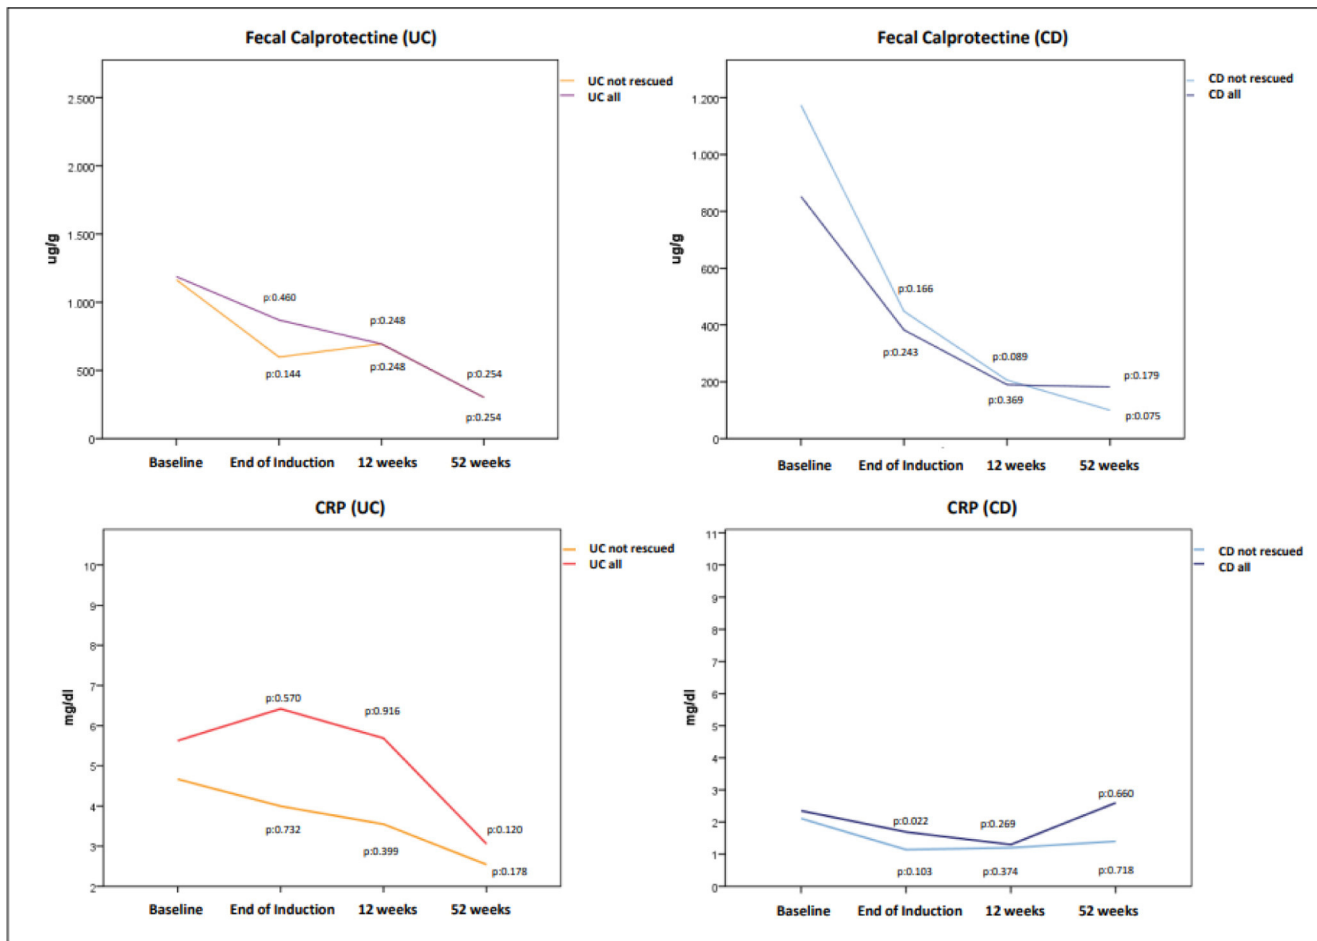 Fecal Calprotectine (UC)
UC not rescued
UC all
2.500
2.000
1.500
1.000
500
0
ug/g
p:0.460
p:0.144
p:0.248
p:0.248
p:0.254
p:0.254
Baseline End of Induction 12 weeks 52 weeks
Fecal Calprotectine (CD)
CD not rescued
CD all
1.200
1.000
800
600
400
200
0
ug/g
p:0.166
p:0.243
p:0.089
p:0.369
p:0.179
p:0.075
Baseline End of Induction 12 weeks 52 weeks
CRP (UC)
UC not rescued
UC all
10
9
8
7
6
5
4
3
2
mg/dl
p:0.570
p:0.732
p:0.916
p:0.399
p:0.120
p:0.178
Baseline End of Induction 12 weeks 52 weeks
CRP (CD)
CD not rescued
CD all
11
10
9
8
7
6
5
4
3
2
1
0
mg/dl
p:0.022
p:0.103
p:0.269
p:0.374
p:0.660
p:0.718
Baseline End of Induction 12 weeks 52 weeks